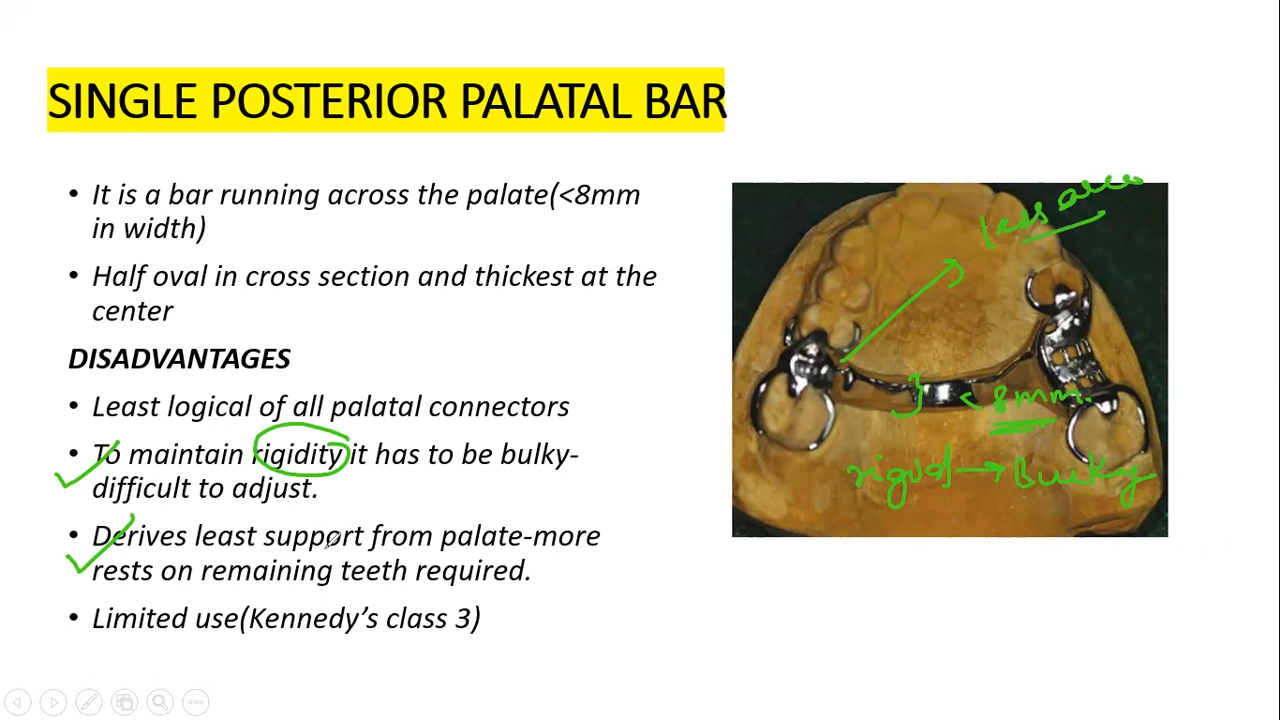 SINGLE POSTERIOR PALATAL BAR
• It is a bar running across the palate(<8mm
in width)
• Half oval in cross section and thickest at the
center
DISADVANTAGES
• Least logical of all palatal connectors
• To maintain rigidity it has to be bulky-
difficult to adjust.
• Derives least support from palate-more
rests on remaining teeth required.
• Limited use(Kennedy’s class 3)
less area
< 8mm.
rigid → Bulky